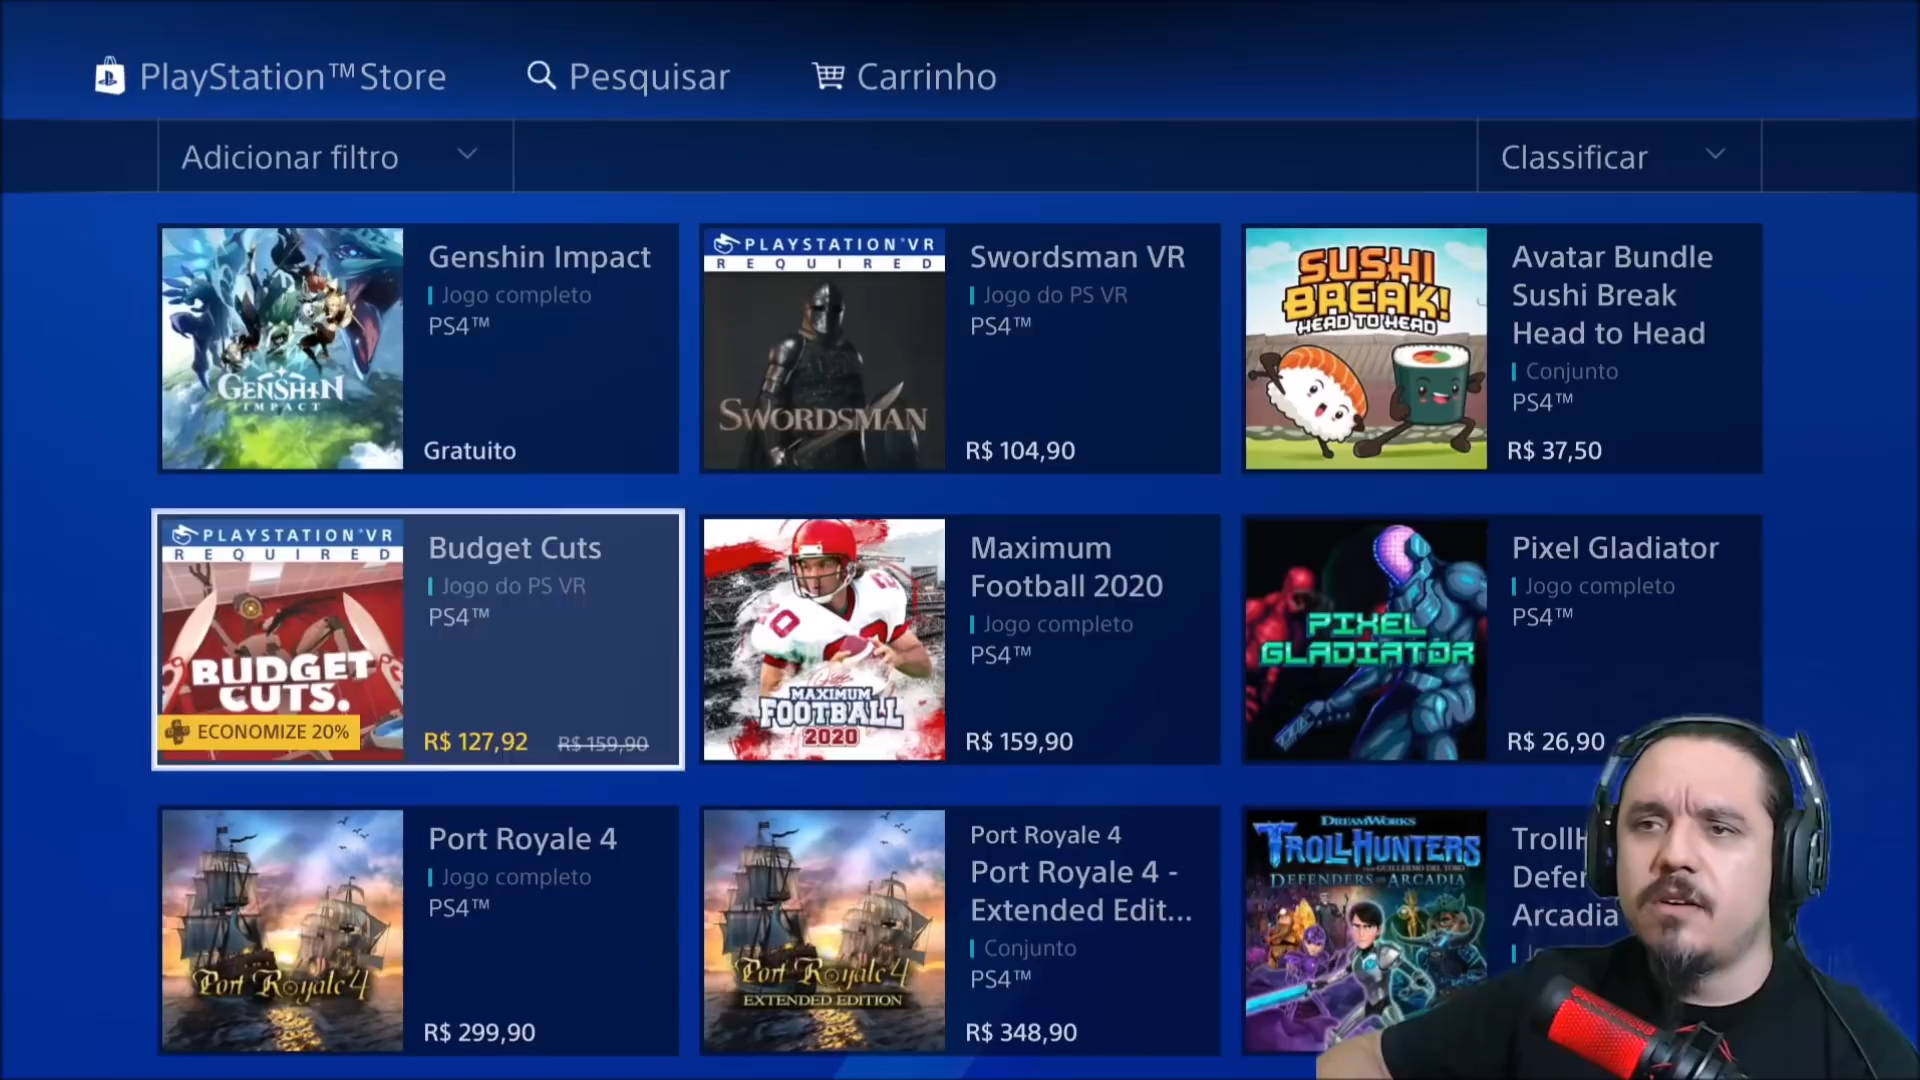 PlayStation™Store
Pesquisar
Carrinho
Adicionar filtro
Classificar
GENSHIN
IMPACT
Genshin Impact
Jogo completo
PS4™
Gratuito
PLAYSTATION®VR
REQUIRED
SWORDSMAN
Swordsman VR
Jogo do PS VR
PS4™
R$ 104,90
SUSHI
BREAK!
HEAD TO HEAD
Avatar Bundle
Sushi Break
Head to Head
Conjunto
PS4™
R$ 37,50
PLAYSTATION®VR
REQUIRED
BUDGET
CUTS.
ECONOMIZE 20%
Budget Cuts
Jogo do PS VR
PS4™
R$ 127,92 R$ 159,90
10
MAXIMUM
FOOTBALL
2020
Maximum
Football 2020
Jogo completo
PS4™
R$ 159,90
PIXEL
GLADIATOR
Pixel Gladiator
Jogo completo
PS4™
R$ 26,90
Port Royale 4
Port Royale 4
Jogo completo
PS4™
R$ 299,90
Port Royale 4
EXTENDED EDITION
Port Royale 4
Port Royale 4 -
Extended Edit...
Conjunto
PS4™
R$ 348,90
DREAMWORKS
TROLLHUNTERS
DEFENDERS OF ARCADIA
TrollH
Defen
Arcadia